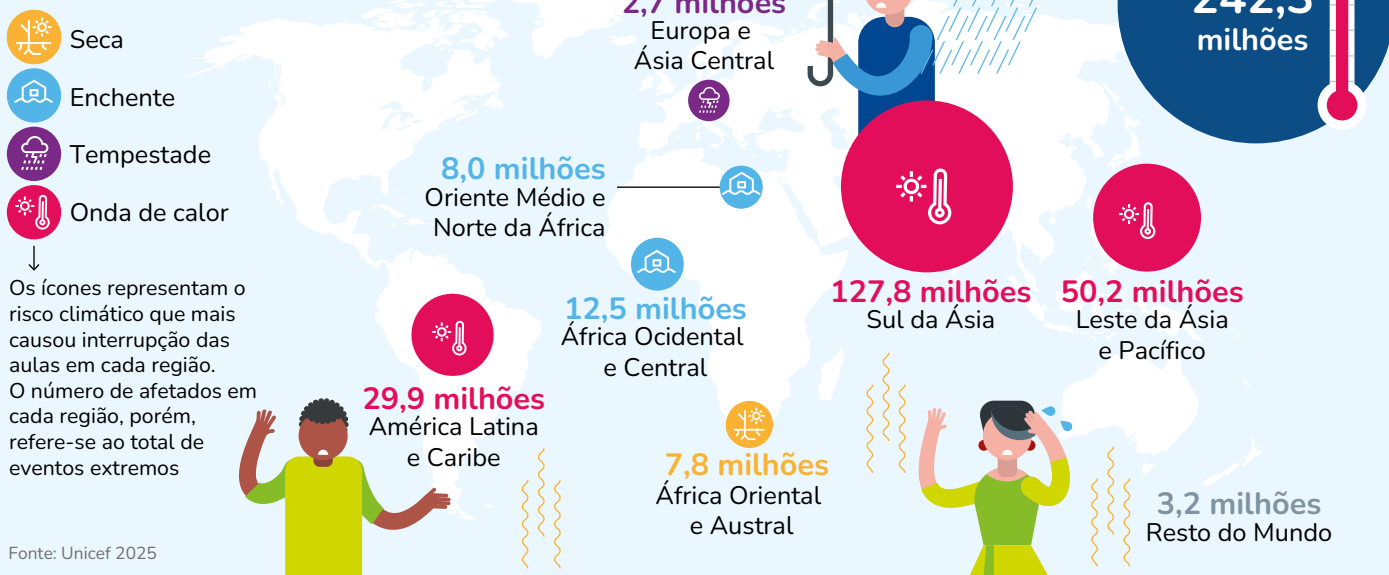 Seca
Enchente
Tempestade
Onda de calor
Os ícones representam o
risco climático que mais
causou interrupção das
aulas em cada região.
O número de afetados em
cada região, porém,
refere-se ao total de
eventos extremos
2,7 milhões
Europa e
Ásia Central
8,0 milhões
Oriente Médio e
Norte da África
12,5 milhões
África Ocidental
e Central
29,9 milhões
América Latina
e Caribe
7,8 milhões
África Oriental
e Austral
127,8 milhões
Sul da Ásia
50,2 milhões
Leste da Ásia
e Pacífico
milhões
3,2 milhões
Resto do Mundo
Fonte: Unicef 2025